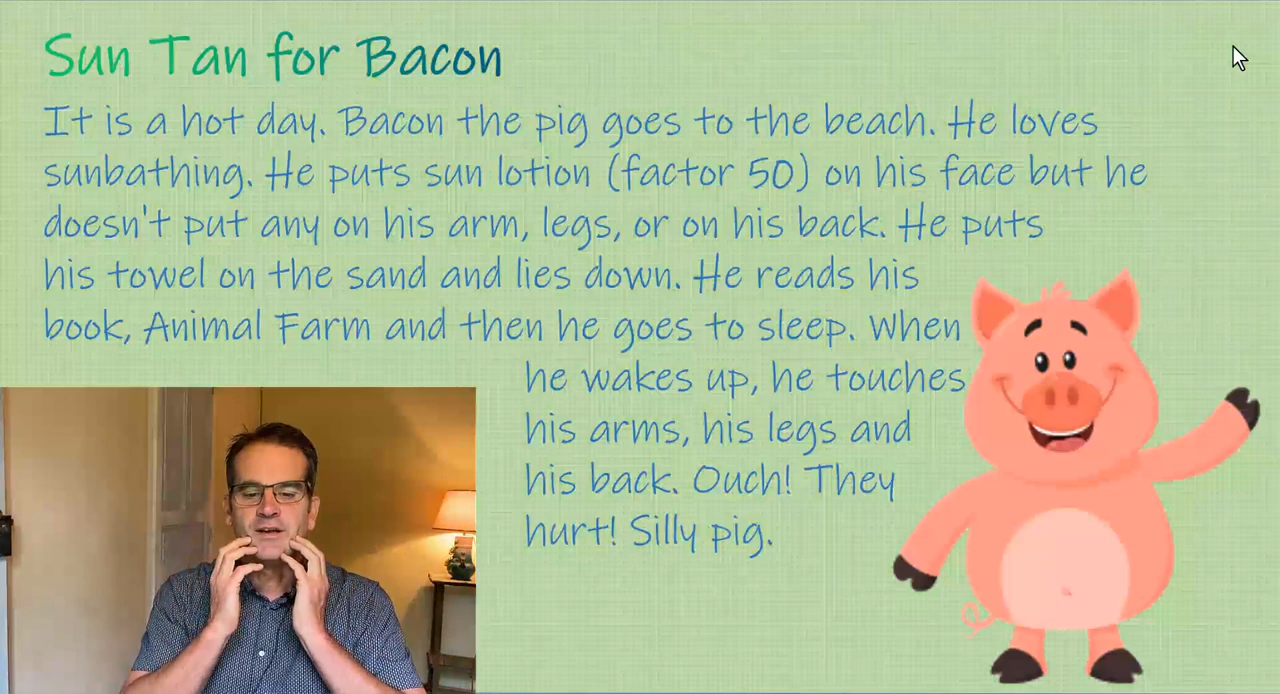 Sun Tan for Bacon
It is a hot day. Bacon the pig goes to the beach. He loves
sunbathing. He puts sun lotion (factor 50) on his face but he
doesn't put any on his arm, legs, or on his back. He puts
his towel on the sand and lies down. He reads his
book, Animal Farm and then he goes to sleep. When
he wakes up, he touches
his arms, his legs and
his back. Ouch! They
hurt! Silly pig.